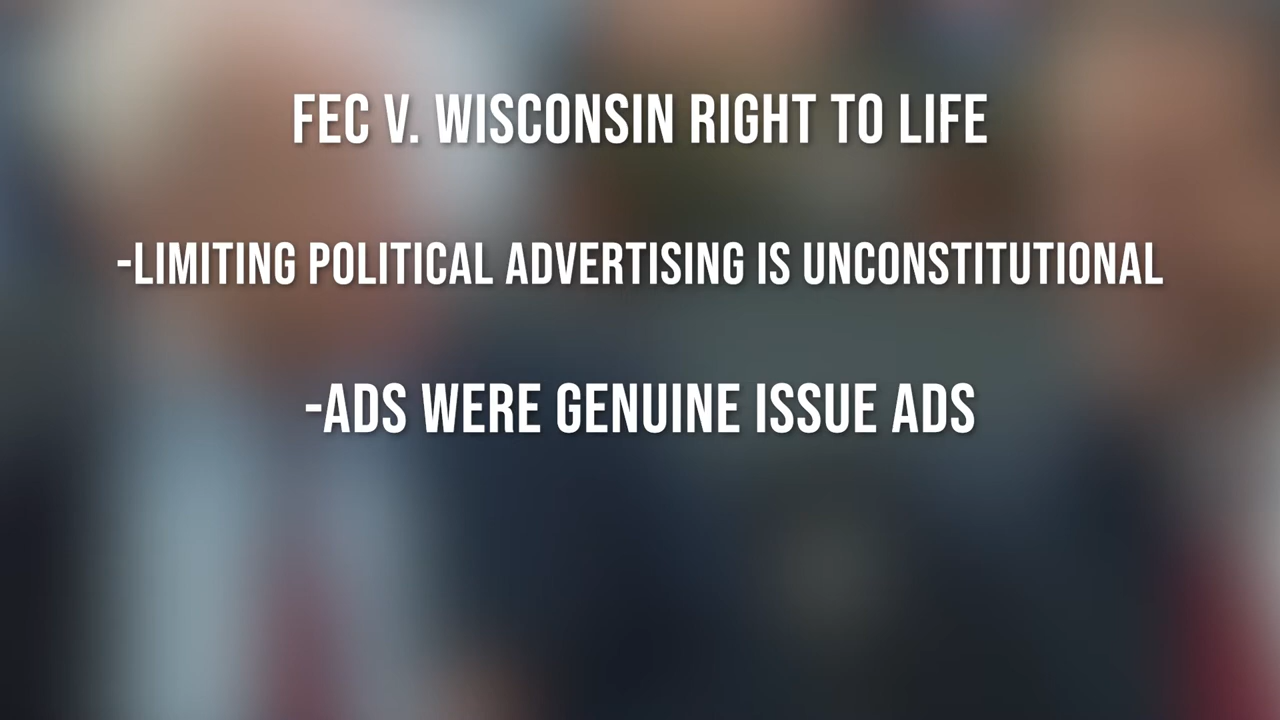 FEC V. WISCONSIN RIGHT TO LIFE
-LIMITING POLITICAL ADVERTISING IS UNCONSTITUTIONAL
-ADS WERE GENUINE ISSUE ADS